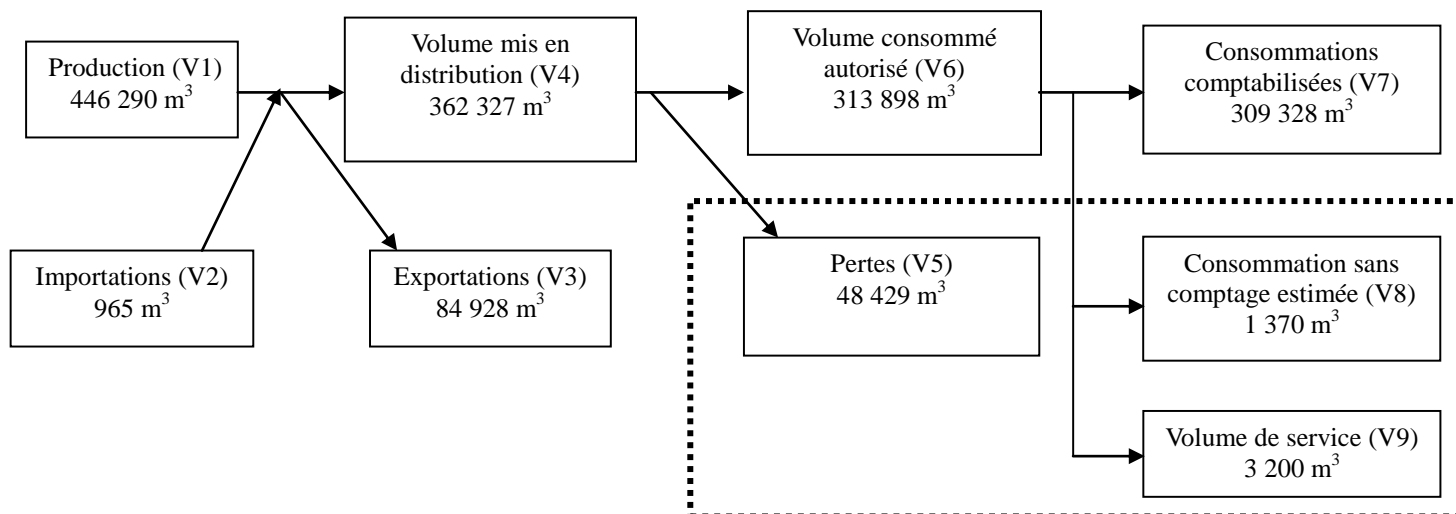 Production (V1)
446 290 m³
Volume mis en
distribution (V4)
362 327 m³
Volume consommé
autorisé (V6)
313 898 m³
Consommations
comptabilisées (V7)
309 328 m³
Importations (V2)
965 m³
Exportations (V3)
84 928 m³
Pertes (V5)
48 429 m³
Consommation sans
comptage estimée (V8)
1 370 m³
Volume de service (V9)
3 200 m³